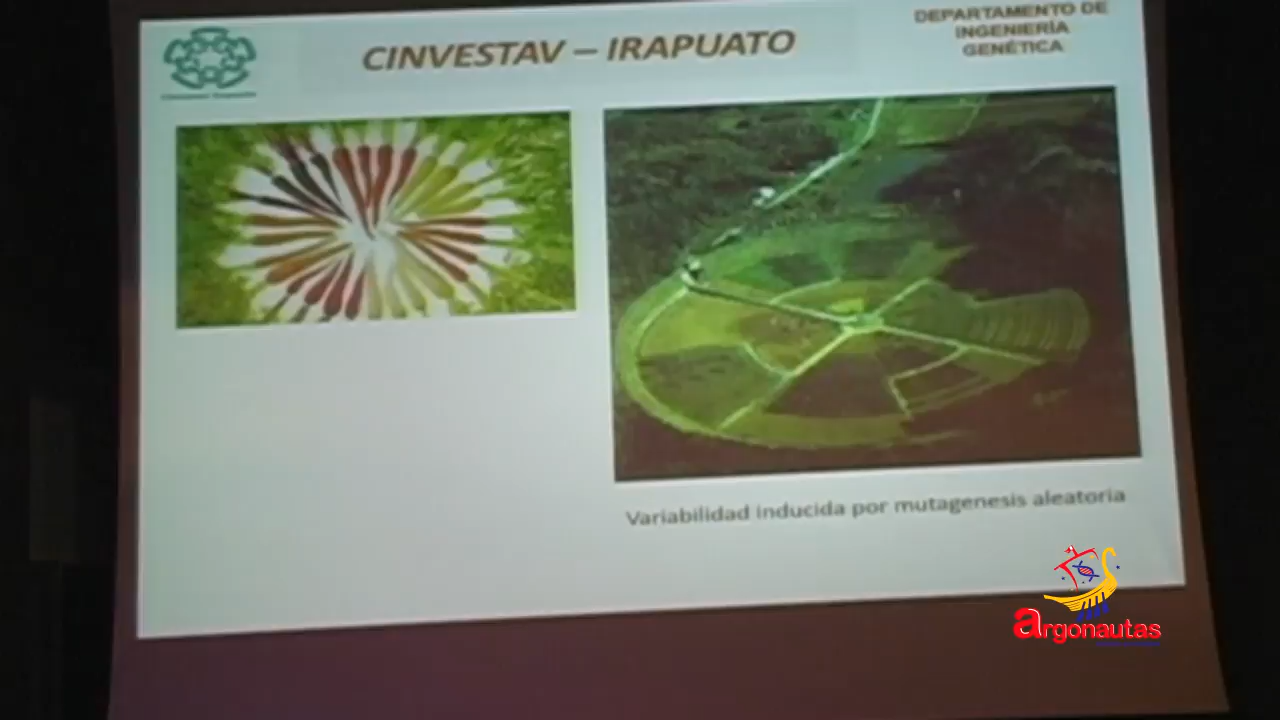 CINVESTAV – IRAPUATO
DEPARTAMENTO DE
INGENIERÍA
GENÉTICA
Variabilidad inducida por mutagenesis aleatoria
argonautas